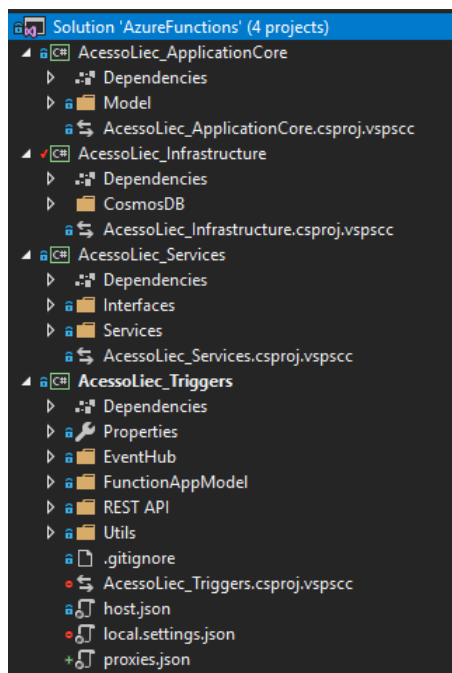 Solution 'AzureFunctions' (4 projects)
C# AcessoLiec_ApplicationCore
Dependencies
Model
AcessoLiec_ApplicationCore.csproj.vspscc
C# AcessoLiec_Infrastructure
Dependencies
CosmosDB
AcessoLiec_Infrastructure.csproj.vspscc
C# AcessoLiec_Services
Dependencies
Interfaces
Services
AcessoLiec_Services.csproj.vspscc
C# AcessoLiec_Triggers
Dependencies
Properties
EventHub
FunctionAppModel
REST API
Utils
.gitignore
AcessoLiec_Triggers.csproj.vspscc
host.json
local.settings.json
proxies.json